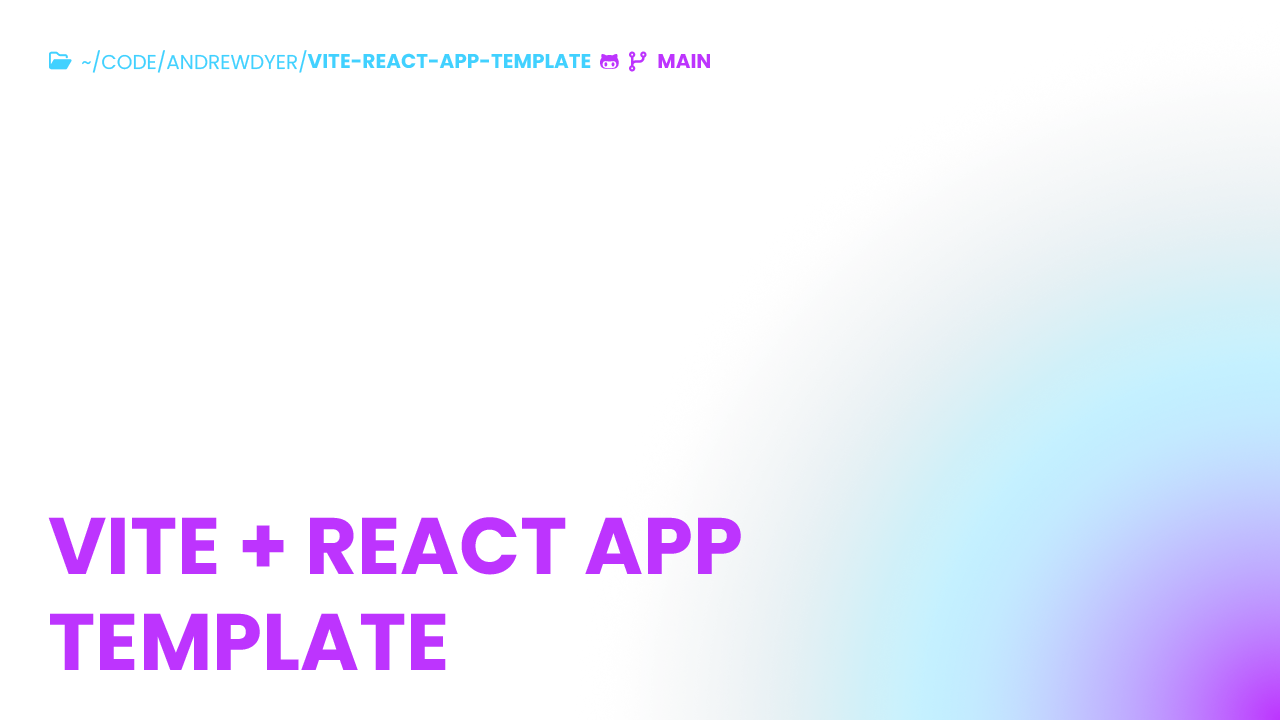 ~/CODE/ANDREWDYER/VITE-REACT-APP-TEMPLATE MAIN
VITE + REACT APP
TEMPLATE